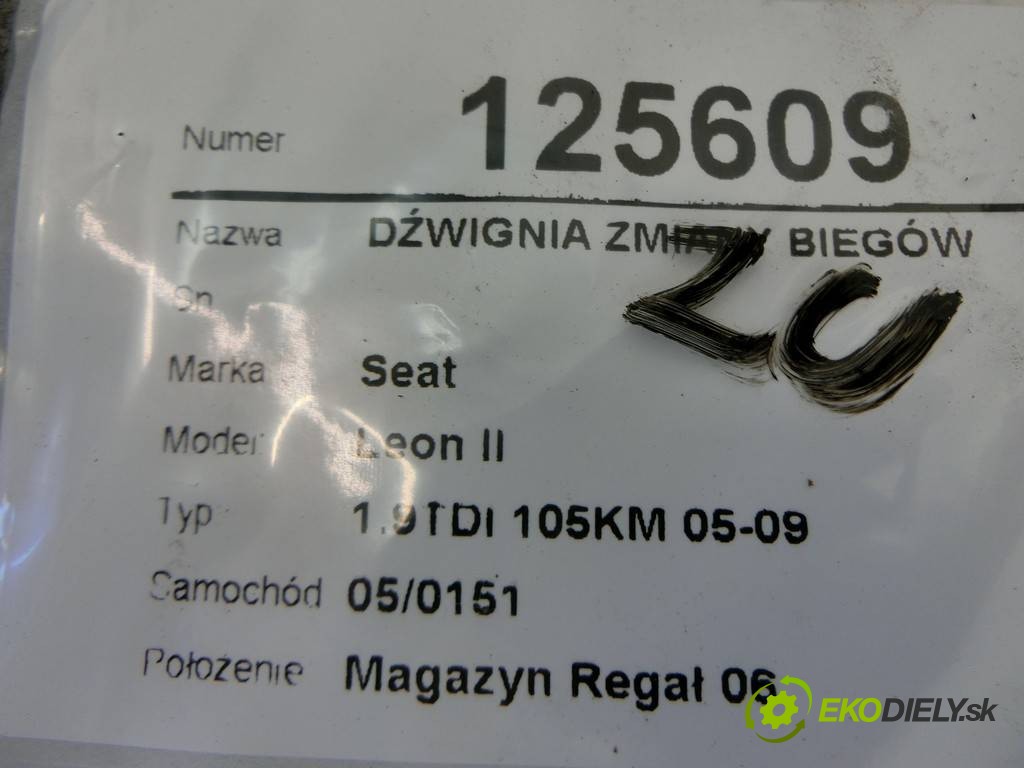 Numer 125609
Nazwa DŹWIGNIA ZMIANY BIEGÓW
ZU
Sn
Marka Seat
Model Leon II
Typ 1.9TDI 105KM 05-09
Samochód 05/0151
Położenie Magazyn Regał 06
EKODIELY.sk